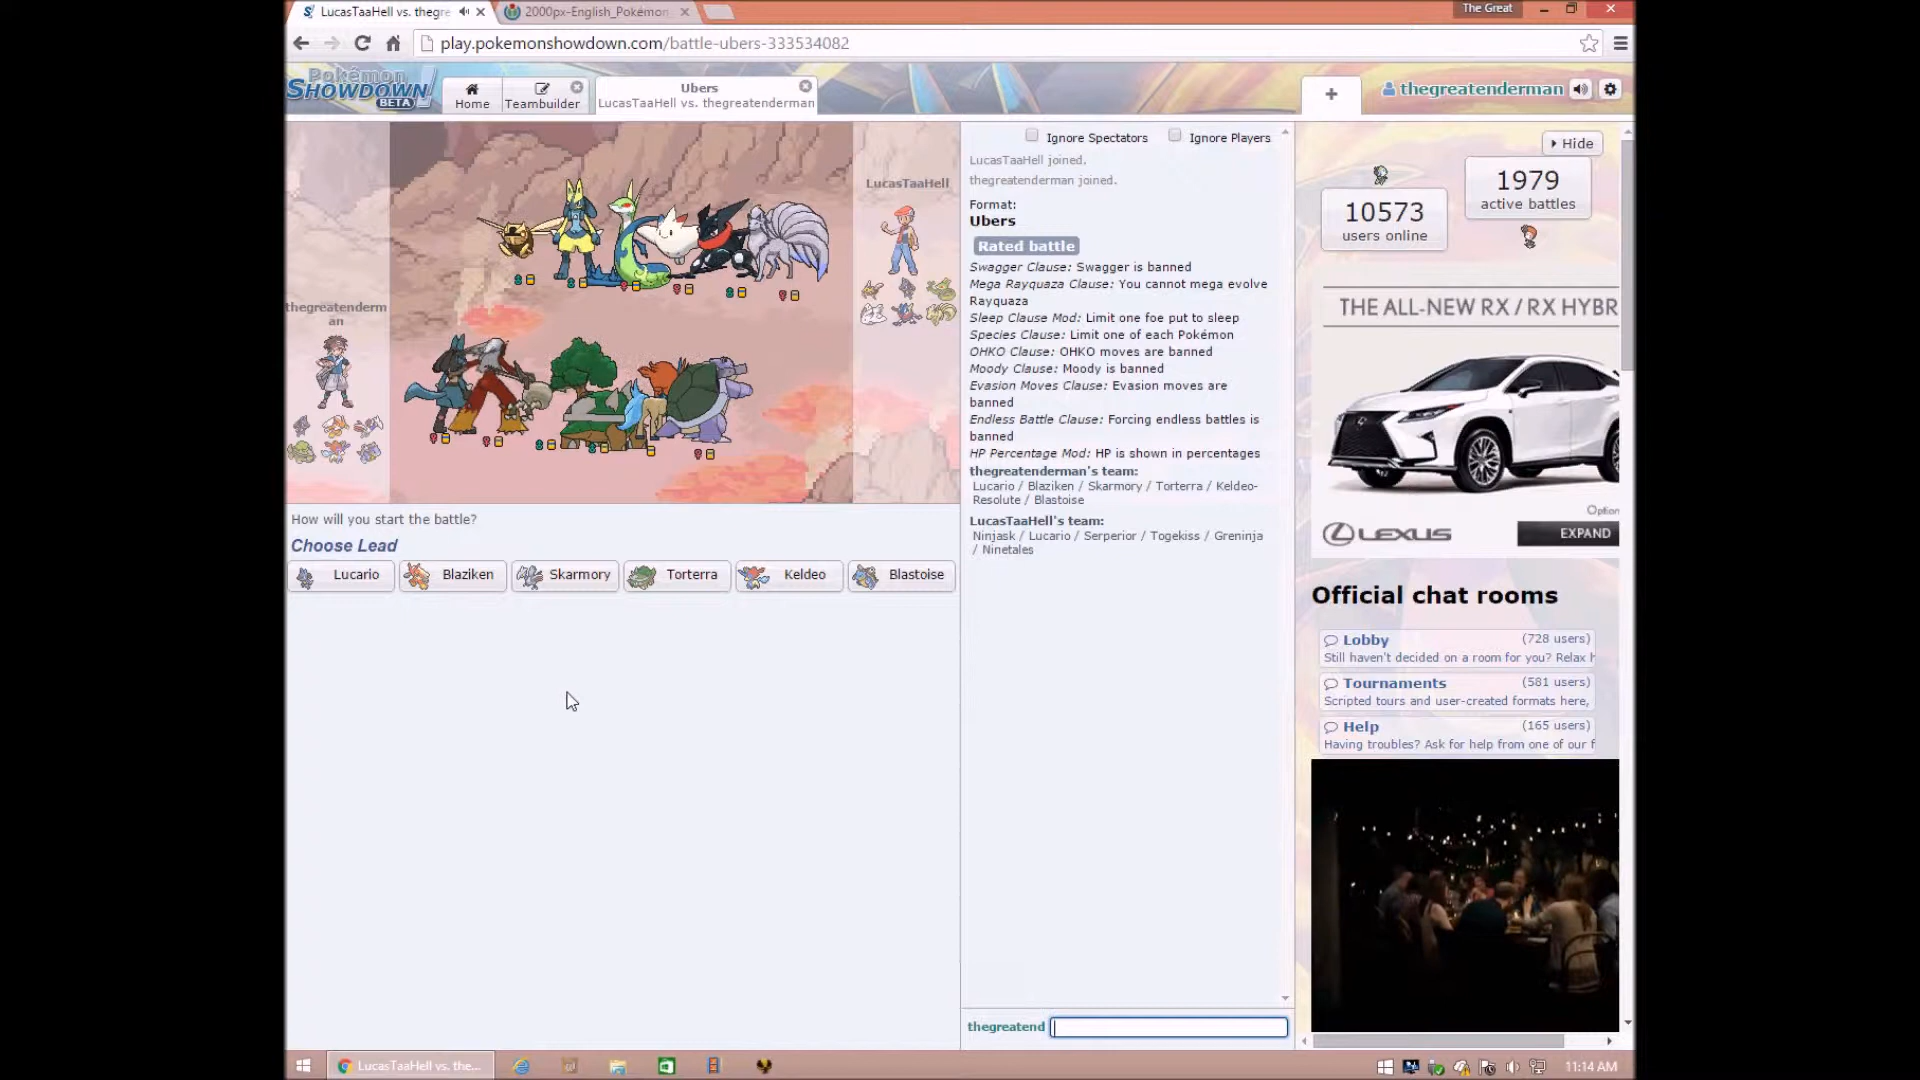 LucasTaaHell vs. thegre
2000px-English_Pokémon
The Great
play.pokemonshowdown.com/battle-ubers-333534082
Pokémon
SHOWDOWN!
BETA
Home
Teambuilder
Ubers
LucasTaaHell vs. thegreatenderman
+
thegreatenderman
LucasTaaHell
thegreatenderm
an
How will you start the battle?
Choose Lead
Lucario
Blaziken
Skarmory
Torterra
Keldeo
Blastoise
Ignore Spectators
Ignore Players
LucasTaaHell joined.
thegreatenderman joined.
Format:
Ubers
Rated battle
Swagger Clause: Swagger is banned
Mega Rayquaza Clause: You cannot mega evolve
Rayquaza
Sleep Clause Mod: Limit one foe put to sleep
Species Clause: Limit one of each Pokémon
OHKO Clause: OHKO moves are banned
Moody Clause: Moody is banned
Evasion Moves Clause: Evasion moves are
banned
Endless Battle Clause: Forcing endless battles is
banned
HP Percentage Mod: HP is shown in percentages
thegreatenderman's team:
Lucario / Blaziken / Skarmory / Torterra / Keldeo-
Resolute / Blastoise
LucasTaaHell's team:
Ninjask / Lucario / Serperior / Togekiss / Greninja
/ Ninetales
thegreatend
Hide
10573
users online
1979
active battles
THE ALL-NEW RX / RX HYBR
Option
LEXUS
EXPAND
Official chat rooms
Lobby
(728 users)
Still haven't decided on a room for you? Relax h
Tournaments
(581 users)
Scripted tours and user-created formats here,
Help
(165 users)
Having troubles? Ask for help from one of our f
LucasTaaHell vs. the...
11:14 AM